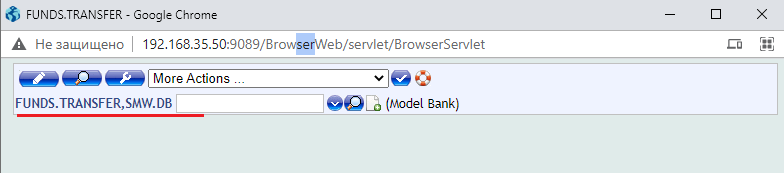 FUNDS.TRANSFER - Google Chrome
Не защищено 192.168.35.50:9089/BrowserWeb/servlet/BrowserServlet
More Actions ...
FUNDS.TRANSFER,SMW.DB (Model Bank)